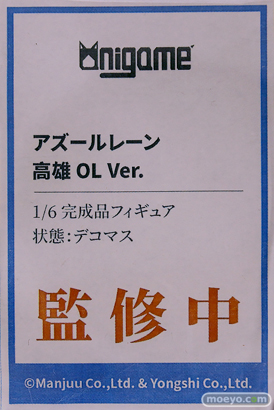 Onigame
アズールレーン
高雄 OL Ver.
1/6 完成品フィギュア
状態：デコマス
監修中
©Manjuu Co.,Ltd. & Yongshi Co.,Ltd.
moeyo.com